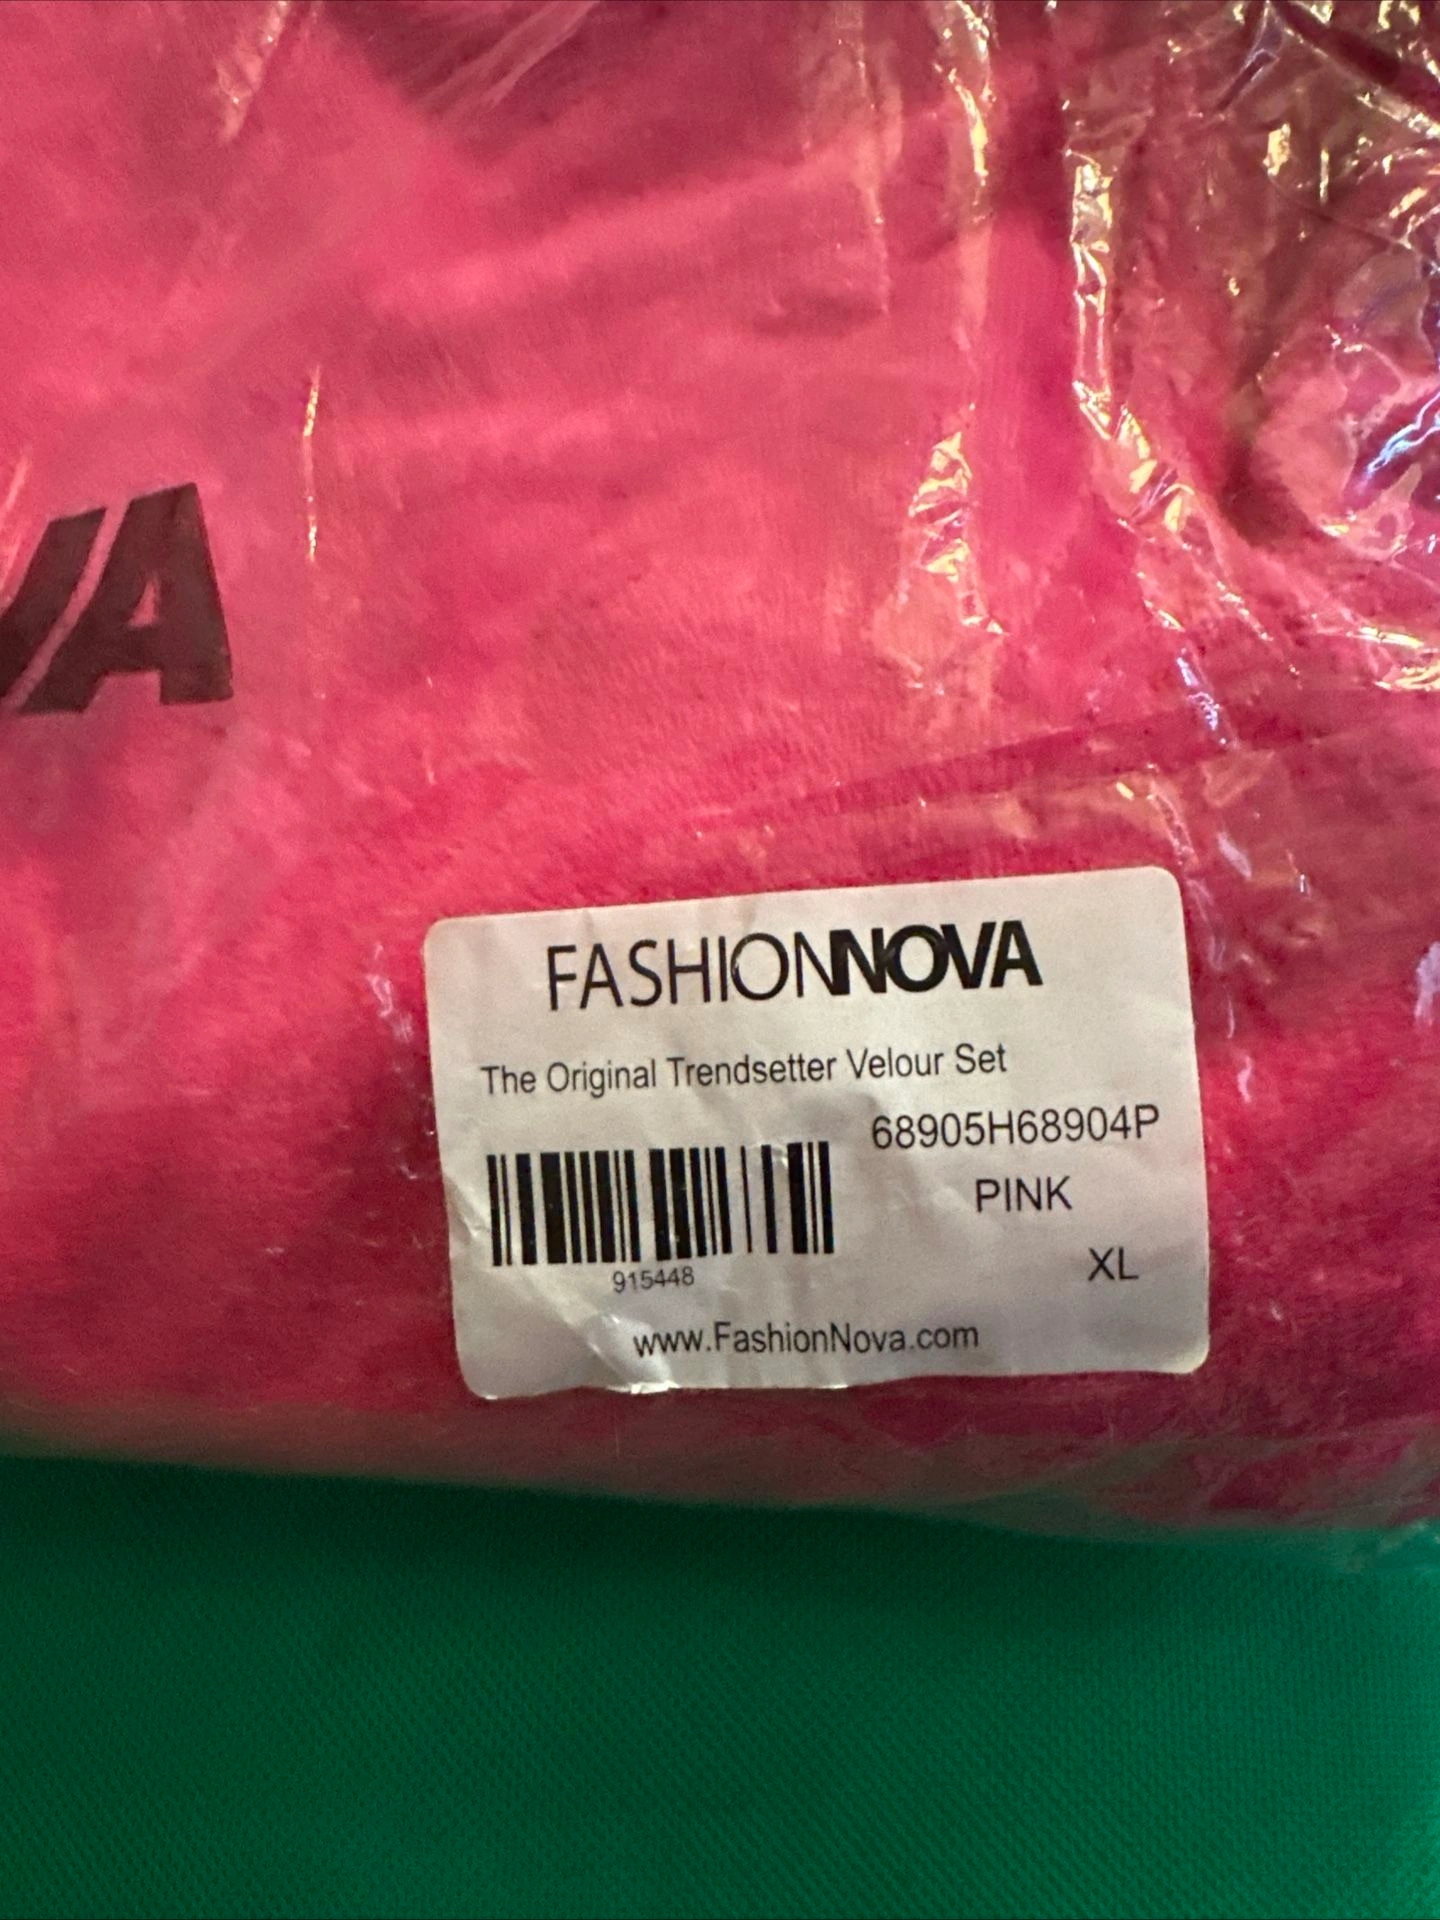 VA
FASHIONNOVA
The Original Trendsetter Velour Set
68905H68904P
PINK
XL
915448
www.FashionNova.com